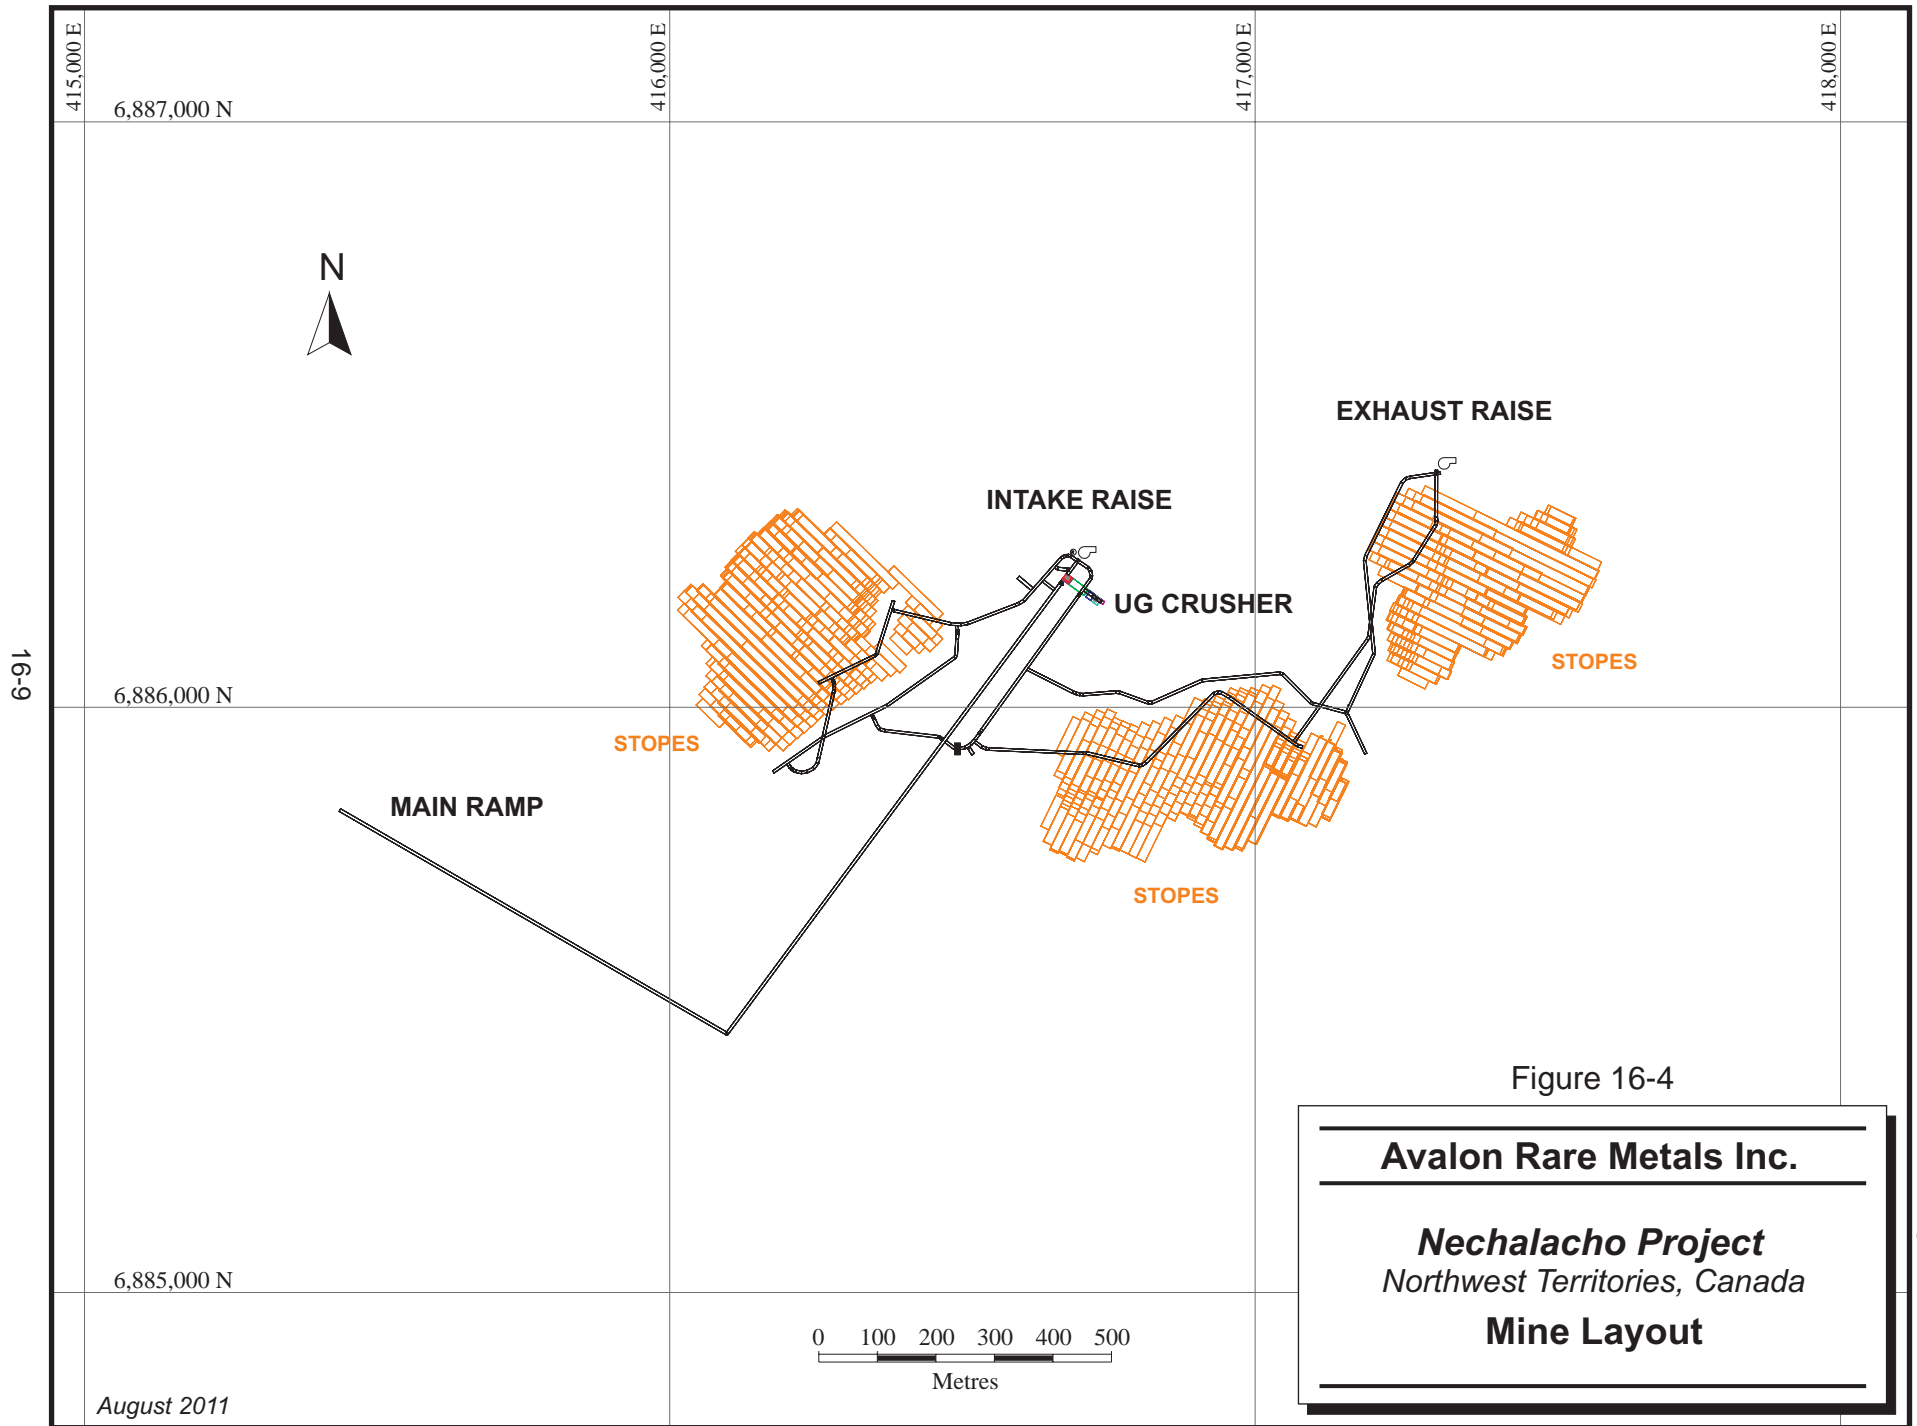 415,000 E
416,000 E
417,000 E
418,000 E
6,887,000 N
N
EXHAUST RAISE
INTAKE RAISE
UG CRUSHER
STOPES
16-9
6,886,000 N
STOPES
MAIN RAMP
STOPES
Figure 16-4
Avalon Rare Metals Inc.
Nechalacho Project
Northwest Territories, Canada
Mine Layout
6,885,000 N
0 100 200 300 400 500
Metres
August 2011